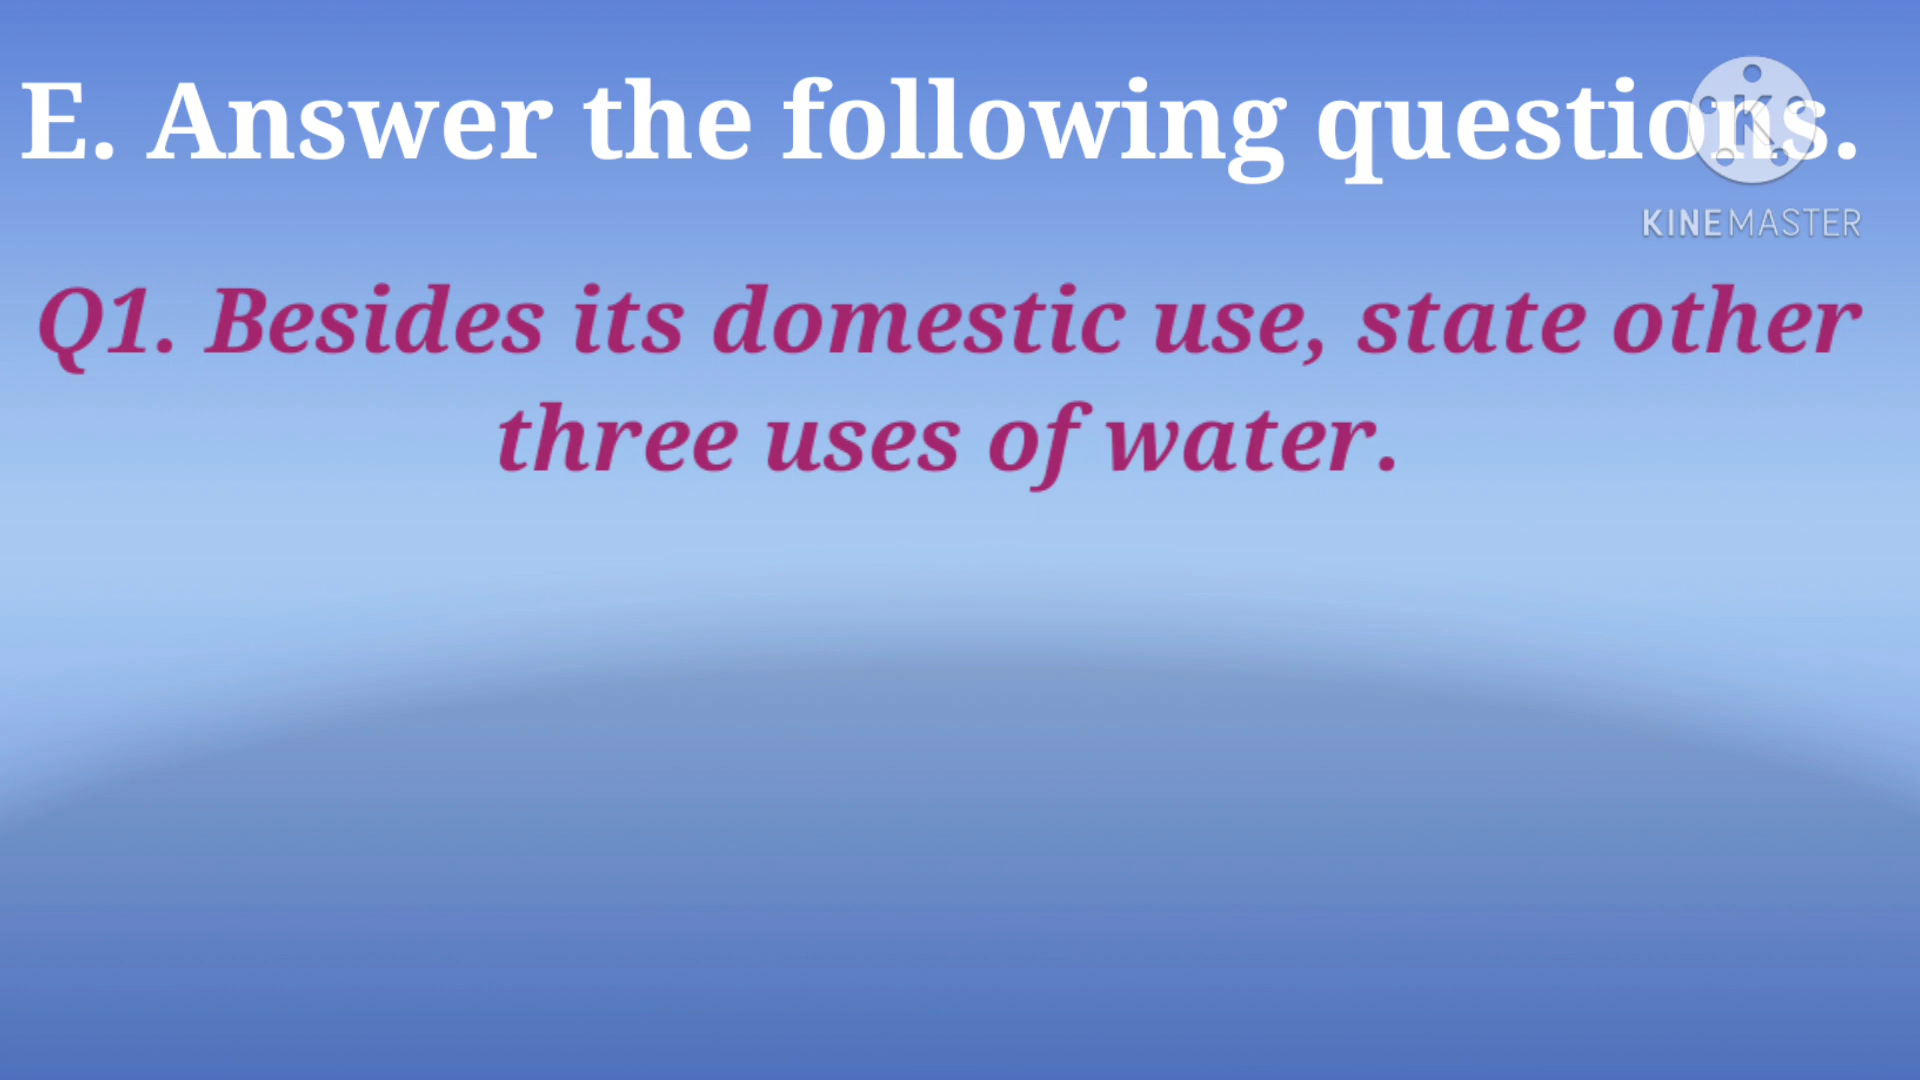 E. Answer the following questions.
KINEMASTER
Q1. Besides its domestic use, state other
three uses of water.